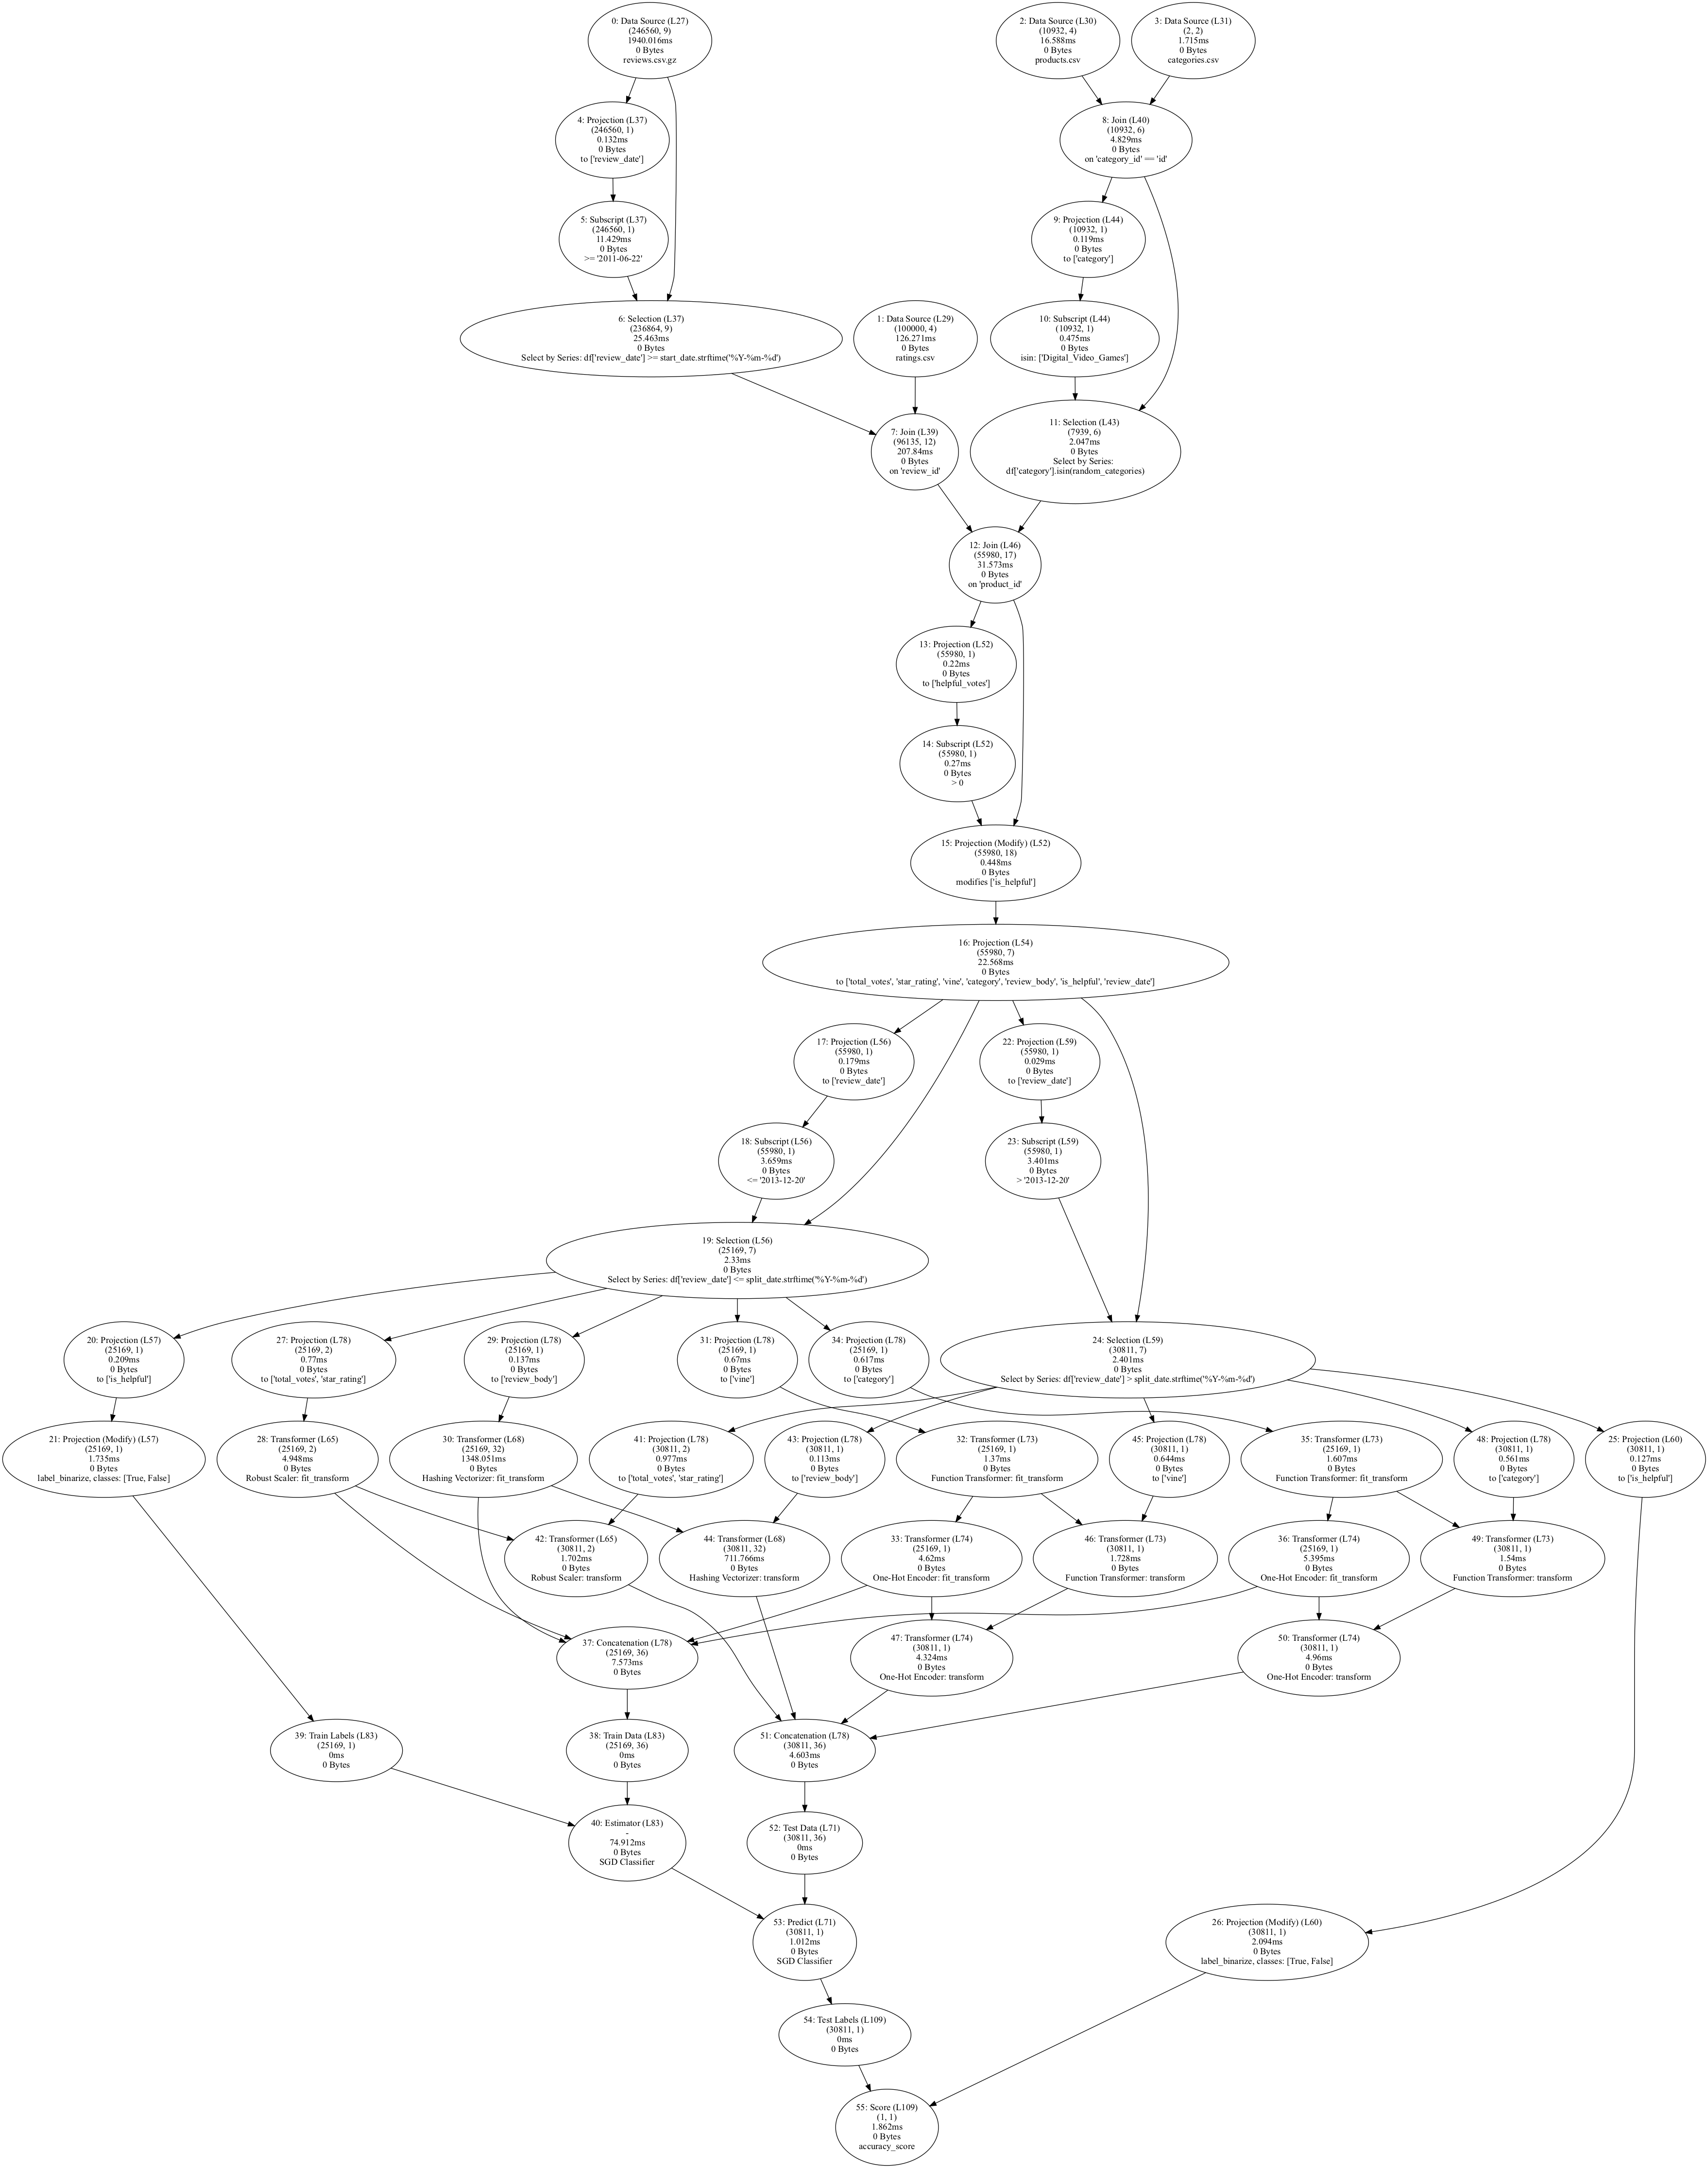 0: Data Source (L27)
(246560, 9)
1940.016ms
0 Bytes
reviews.csv.gz
2: Data Source (L30)
(10932, 4)
16.588ms
0 Bytes
products.csv
3: Data Source (L31)
(2, 2)
1.715ms
0 Bytes
categories.csv
4: Projection (L37)
(246560, 1)
0.132ms
0 Bytes
to ['review_date']
8: Join (L40)
(10932, 6)
4.829ms
0 Bytes
on 'category_id' == 'id'
5: Subscript (L37)
(246560, 1)
11.429ms
0 Bytes
>= '2011-06-22'
9: Projection (L44)
(10932, 1)
0.119ms
0 Bytes
to ['category']
6: Selection (L37)
(236864, 9)
25.463ms
0 Bytes
Select by Series: df['review_date'] >= start_date.strftime('%Y-%m-%d')
1: Data Source (L29)
(100000, 4)
126.271ms
0 Bytes
ratings.csv
10: Subscript (L44)
(10932, 1)
0.475ms
0 Bytes
isin: ['Digital_Video_Games']
7: Join (L39)
(96135, 12)
207.84ms
0 Bytes
on 'review_id'
11: Selection (L43)
(7939, 6)
2.047ms
0 Bytes
Select by Series:
df['category'].isin(random_categories)
12: Join (L46)
(55980, 17)
31.573ms
0 Bytes
on 'product_id'
13: Projection (L52)
(55980, 1)
0.22ms
0 Bytes
to ['helpful_votes']
14: Subscript (L52)
(55980, 1)
0.27ms
0 Bytes
> 0
15: Projection (Modify) (L52)
(55980, 18)
0.448ms
0 Bytes
modifies ['is_helpful']
16: Projection (L54)
(55980, 7)
22.568ms
0 Bytes
to ['total_votes', 'star_rating', 'vine', 'category', 'review_body', 'is_helpful', 'review_date']
17: Projection (L56)
(55980, 1)
0.179ms
0 Bytes
to ['review_date']
22: Projection (L59)
(55980, 1)
0.029ms
0 Bytes
to ['review_date']
18: Subscript (L56)
(55980, 1)
3.659ms
0 Bytes
<= '2013-12-20'
23: Subscript (L59)
(55980, 1)
3.401ms
0 Bytes
> '2013-12-20'
19: Selection (L56)
(25169, 7)
2.33ms
0 Bytes
Select by Series: df['review_date'] <= split_date.strftime('%Y-%m-%d')
20: Projection (L57)
(25169, 1)
0.209ms
0 Bytes
to ['is_helpful']
27: Projection (L78)
(25169, 2)
0.77ms
0 Bytes
to ['total_votes', 'star_rating']
29: Projection (L78)
(25169, 1)
0.137ms
0 Bytes
to ['review_body']
31: Projection (L78)
(25169, 1)
0.67ms
0 Bytes
to ['vine']
34: Projection (L78)
(25169, 1)
0.617ms
0 Bytes
to ['category']
24: Selection (L59)
(30811, 7)
2.401ms
0 Bytes
Select by Series: df['review_date'] > split_date.strftime('%Y-%m-%d')
21: Projection (Modify) (L57)
(25169, 1)
1.735ms
0 Bytes
label_binarize, classes: [True, False]
28: Transformer (L65)
(25169, 2)
4.948ms
0 Bytes
Robust Scaler: fit_transform
30: Transformer (L68)
(25169, 32)
1348.051ms
0 Bytes
Hashing Vectorizer: fit_transform
41: Projection (L78)
(30811, 2)
0.977ms
0 Bytes
to ['total_votes', 'star_rating']
43: Projection (L78)
(30811, 1)
0.113ms
0 Bytes
to ['review_body']
32: Transformer (L73)
(25169, 1)
1.37ms
0 Bytes
Function Transformer: fit_transform
45: Projection (L78)
(30811, 1)
0.644ms
0 Bytes
to ['vine']
35: Transformer (L73)
(25169, 1)
1.607ms
0 Bytes
Function Transformer: fit_transform
48: Projection (L78)
(30811, 1)
0.561ms
0 Bytes
to ['category']
25: Projection (L60)
(30811, 1)
0.127ms
0 Bytes
to ['is_helpful']
42: Transformer (L65)
(30811, 2)
1.702ms
0 Bytes
Robust Scaler: transform
44: Transformer (L68)
(30811, 32)
711.766ms
0 Bytes
Hashing Vectorizer: transform
33: Transformer (L74)
(25169, 1)
4.62ms
0 Bytes
One-Hot Encoder: fit_transform
46: Transformer (L73)
(30811, 1)
1.728ms
0 Bytes
Function Transformer: transform
36: Transformer (L74)
(25169, 1)
5.395ms
0 Bytes
One-Hot Encoder: fit_transform
49: Transformer (L73)
(30811, 1)
1.54ms
0 Bytes
Function Transformer: transform
37: Concatenation (L78)
(25169, 36)
7.573ms
0 Bytes
47: Transformer (L74)
(30811, 1)
4.324ms
0 Bytes
One-Hot Encoder: transform
50: Transformer (L74)
(30811, 1)
4.96ms
0 Bytes
One-Hot Encoder: transform
39: Train Labels (L83)
(25169, 1)
0ms
0 Bytes
38: Train Data (L83)
(25169, 36)
0ms
0 Bytes
51: Concatenation (L78)
(30811, 36)
4.603ms
0 Bytes
40: Estimator (L83)
-
74.912ms
0 Bytes
SGD Classifier
52: Test Data (L71)
(30811, 36)
0ms
0 Bytes
53: Predict (L71)
(30811, 1)
1.012ms
0 Bytes
SGD Classifier
26: Projection (Modify) (L60)
(30811, 1)
2.094ms
0 Bytes
label_binarize, classes: [True, False]
54: Test Labels (L109)
(30811, 1)
0ms
0 Bytes
55: Score (L109)
(1, 1)
1.862ms
0 Bytes
accuracy_score